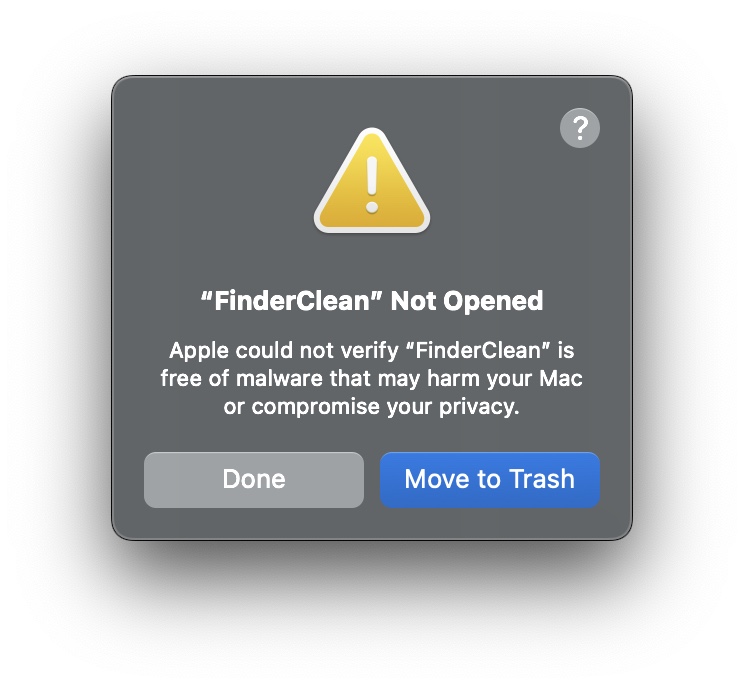 ?
“FinderClean” Not Opened
Apple could not verify “FinderClean” is
free of malware that may harm your Mac
or compromise your privacy.
Done
Move to Trash